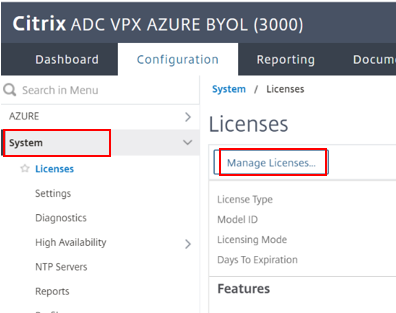 Citrix ADC VPX AZURE BYOL (3000)
Dashboard Configuration Reporting Docum
Search in Menu
AZURE
System
Licenses
Settings
Diagnostics
High Availability
NTP Servers
Reports
System / Licenses
Licenses
Manage Licenses...
License Type
Model ID
Licensing Mode
Days To Expiration
Features